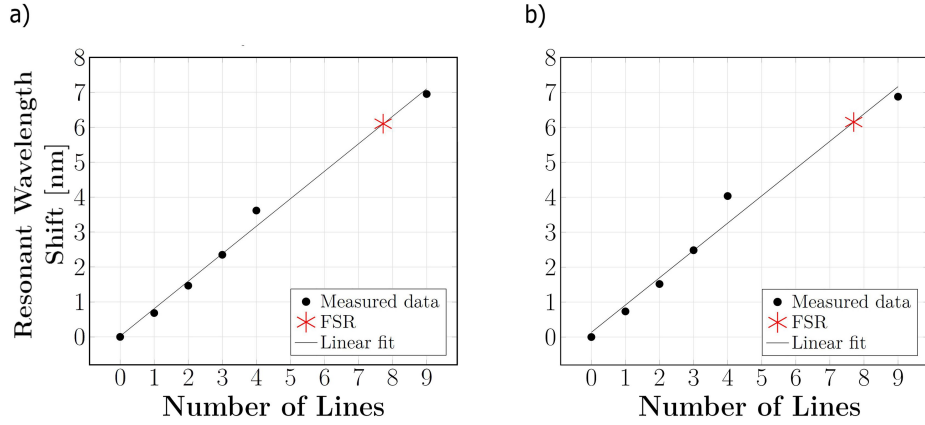 a)
8
7
6
5
4
3
2
1
0
Resonant Wavelength
Shift [nm]
Measured data
FSR
Linear fit
0 1 2 3 4 5 6 7 8 9
Number of Lines
b)
8
7
6
5
4
3
2
1
0
Measured data
FSR
Linear fit
0 1 2 3 4 5 6 7 8 9
Number of Lines